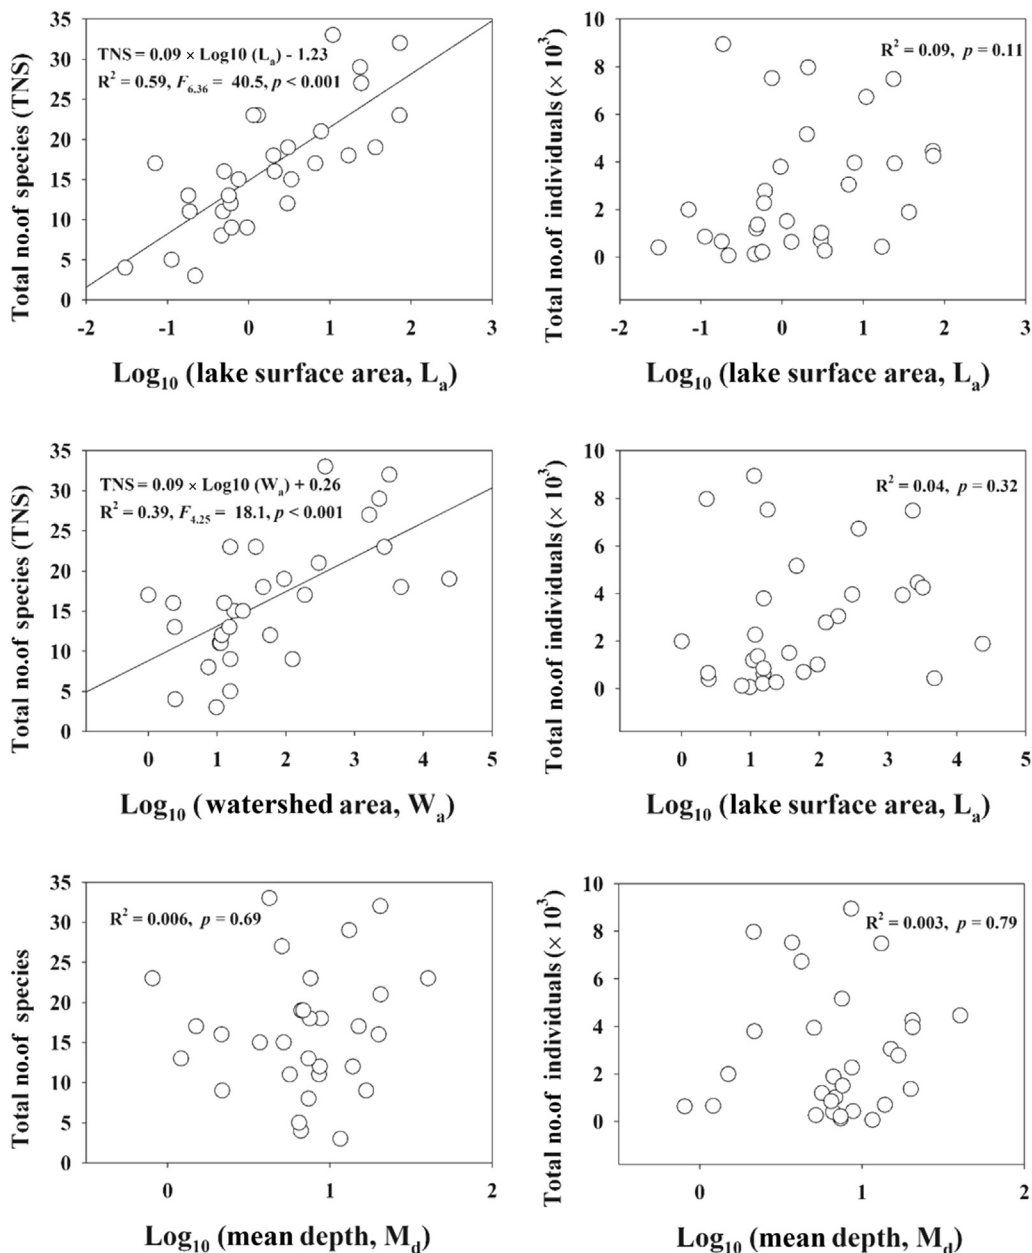 TNS = 0.09 × Log10 (Lₐ) - 1.23
R² = 0.59, F₆.₃₆ = 40.5, p < 0.001
Total no.of species (TNS)
35
30
25
20
15
10
5
0
-2 -1 0 1 2 3
Log₁₀ (lake surface area, Lₐ)
R² = 0.09, p = 0.11
Total no.of individuals (× 10³)
10
8
6
4
2
0
-2 -1 0 1 2 3
Log₁₀ (lake surface area, Lₐ)
TNS = 0.09 × Log10 (Wₐ) + 0.26
R² = 0.39, F₄.₂₅ = 18.1, p < 0.001
Total no.of species (TNS)
35
30
25
20
15
10
5
0
0 1 2 3 4 5
Log₁₀ (watershed area, Wₐ)
R² = 0.04, p = 0.32
Total no.of individuals (× 10³)
10
8
6
4
2
0
0 1 2 3 4 5
Log₁₀ (lake surface area, Lₐ)
R² = 0.006, p = 0.69
Total no.of species
35
30
25
20
15
10
5
0
0 1 2
Log₁₀ (mean depth, M_d)
R² = 0.003, p = 0.79
Total no.of individuals (× 10³)
10
8
6
4
2
0
0 1 2
Log₁₀ (mean depth, M_d)